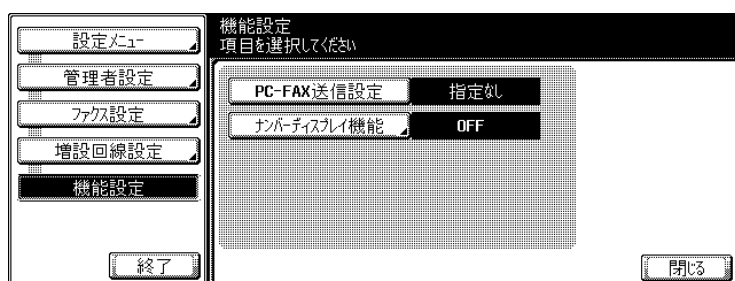 設定ﾒﾆｭｰ
管理者設定
ﾌｧｸｽ設定
増設回線設定
機能設定
終了
機能設定
項目を選択してください
PC-FAX送信設定 指定なし
ﾅﾝﾊﾞｰﾃﾞｨｽﾌﾟﾚｲ機能 OFF
閉じる